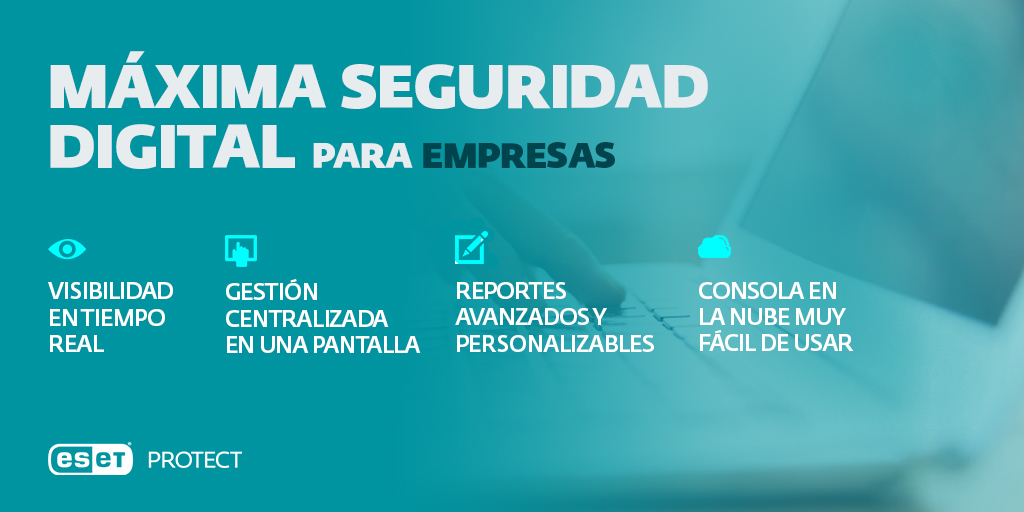 MÁXIMA SEGURIDAD
DIGITAL PARA EMPRESAS
VISIBILIDAD
EN TIEMPO
REAL
GESTIÓN
CENTRALIZADA
EN UNA PANTALLA
REPORTES
AVANZADOS Y
PERSONALIZABLES
CONSOLA EN
LA NUBE MUY
FÁCIL DE USAR
eset® PROTECT